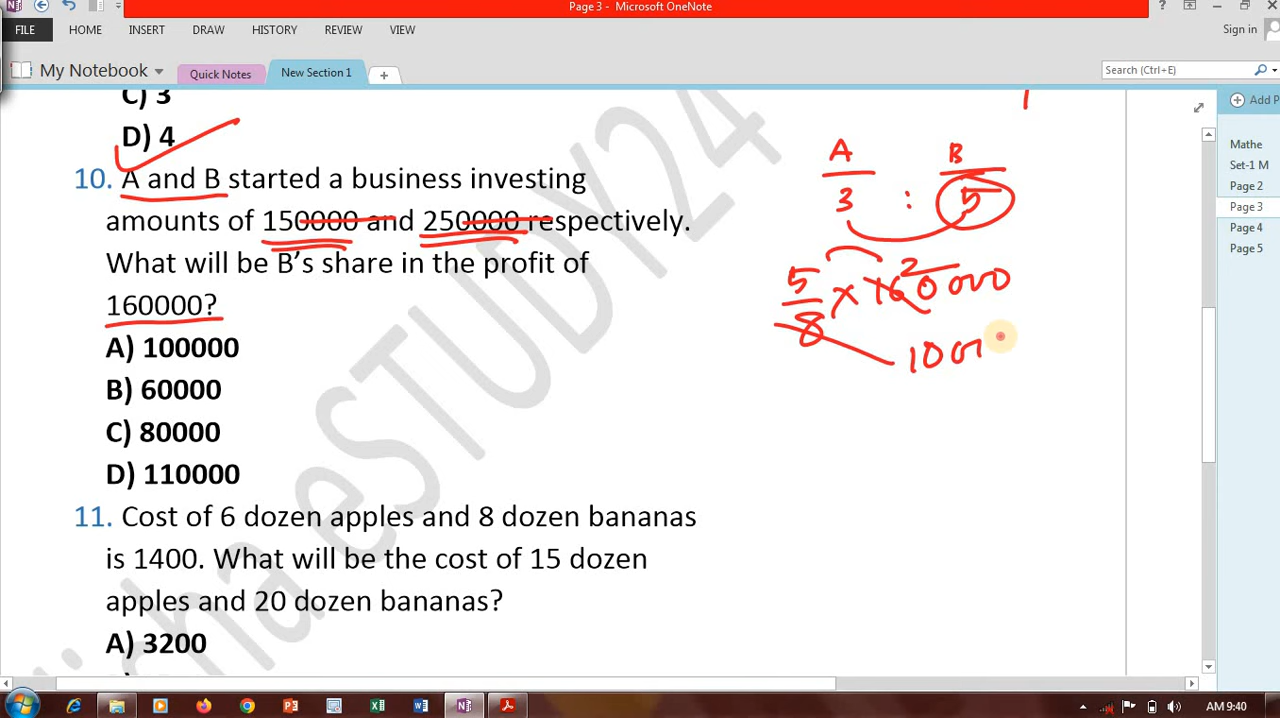 Page 3 - Microsoft OneNote
?
FILE HOME INSERT DRAW HISTORY REVIEW VIEW
Sign in
My Notebook Quick Notes New Section 1 +
Search (Ctrl+E)
C) 3
D) 4
10. A and B started a business investing
amounts of 150000 and 250000 respectively.
What will be B's share in the profit of
160000?
A) 100000
B) 60000
C) 80000
D) 110000
11. Cost of 6 dozen apples and 8 dozen bananas
is 1400. What will be the cost of 15 dozen
apples and 20 dozen bananas?
A) 3200
A B
3 : 5
2
5/8 x 160000
100
eSTUDY24
Add P
Mathe
Set-1 M
Page 2
Page 3
Page 4
Page 5
AM 9:40